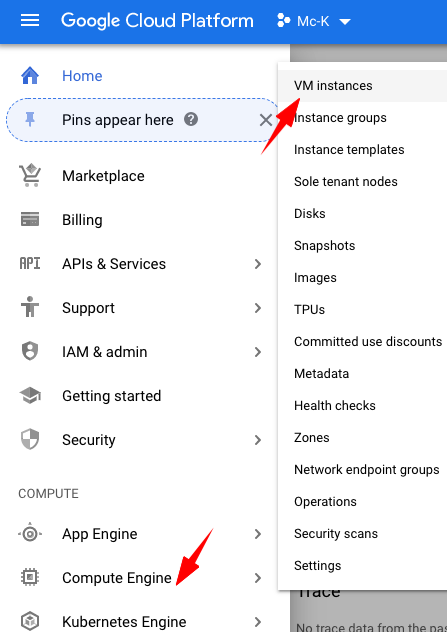 Google Cloud Platform Mc-K
Home
Pins appear here
Marketplace
Billing
API APIs & Services
Support
IAM & admin
Getting started
Security
COMPUTE
App Engine
Compute Engine
Kubernetes Engine
VM instances
Instance groups
Instance templates
Sole tenant nodes
Disks
Snapshots
Images
TPUs
Committed use discounts
Metadata
Health checks
Zones
Network endpoint groups
Operations
Security scans
Settings
Trace
No trace data from the pas